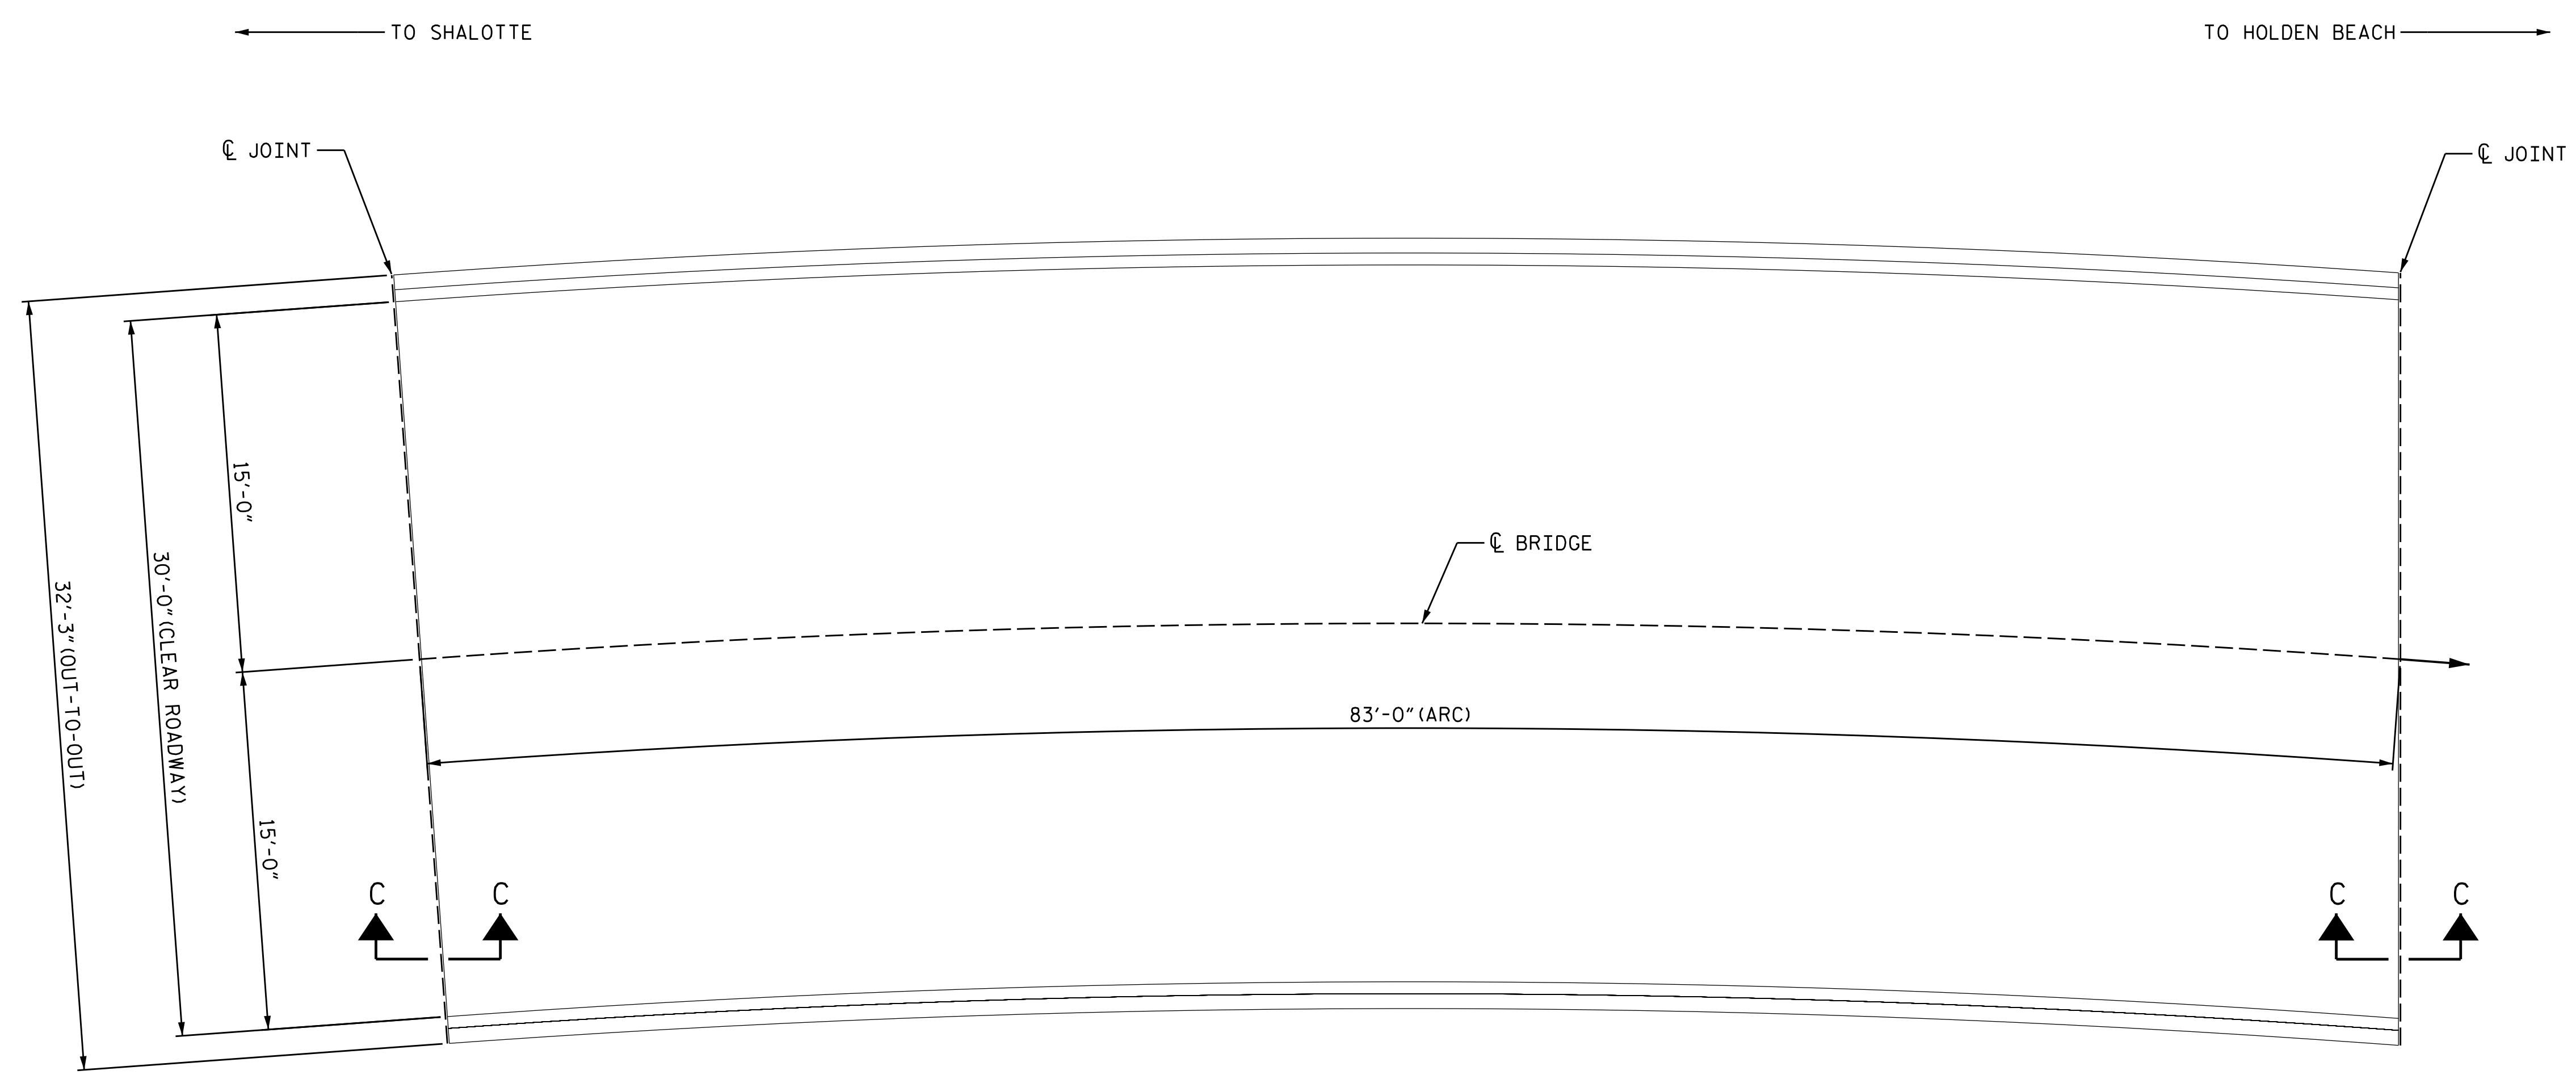 TO SHALOTTE
TO HOLDEN BEACH
℄ JOINT
℄ JOINT
15'-0"
℄ BRIDGE
30'-0" (CLEAR ROADWAY)
32'-3" (OUT-TO-OUT)
83'-0" (ARC)
15'-0"
C
C
C
C